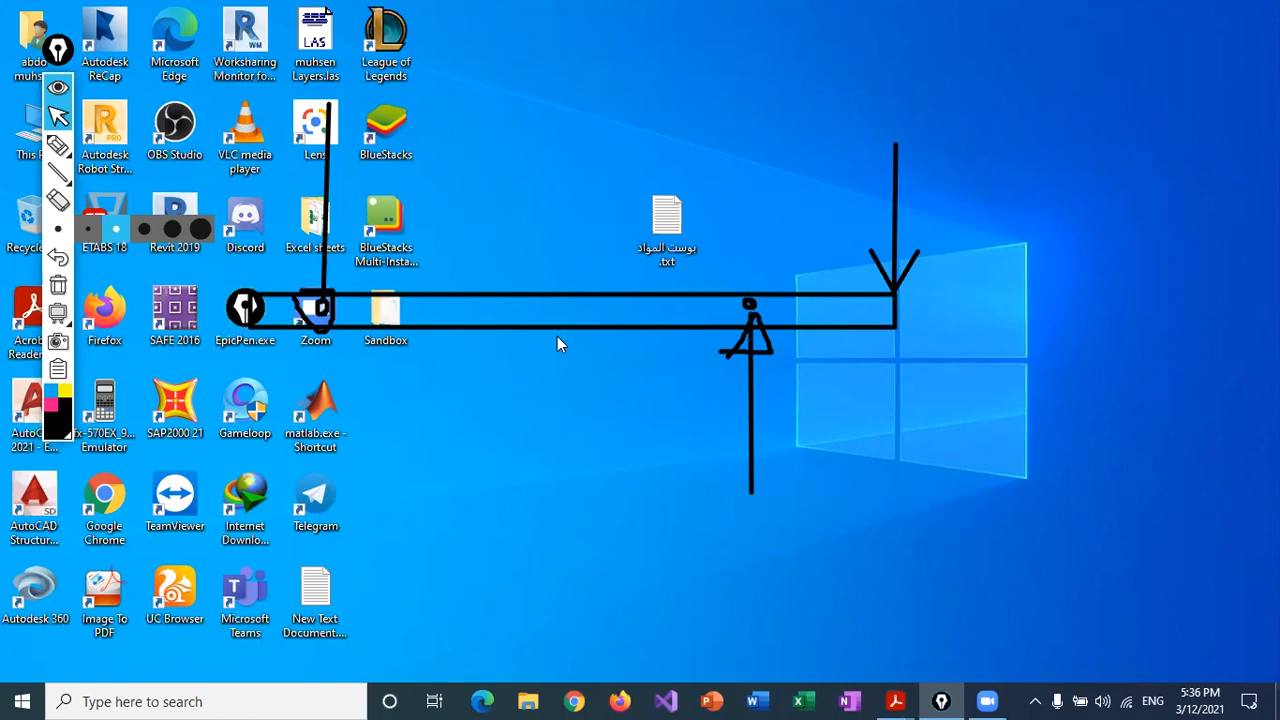 abdo
muhs...
Autodesk
ReCap
Microsoft
Edge
Worksharing
Monitor fo...
LAS
muhsen
Layers.las
League of
Legends
This P
Autodesk
Robot Str...
OBS Studio
VLC media
player
Lens
BlueStacks
Recycle
ETABS 18
Revit 2019
Discord
Excel sheets
BlueStacks
Multi-Insta...
بوست المواد
.txt
Acrob
Firefox
SAFE 2016
EpicPen.exe
Zoom
Sandbox
AutoC
2021 - E...
fx-570EX_9...
Emulator
SAP2000 21
Gameloop
matlab.exe -
Shortcut
AutoCAD
Structur...
Google
Chrome
TeamViewer
Internet
Downlo...
Telegram
Autodesk 360
Image To
PDF
UC Browser
Microsoft
Teams
New Text
Document....
Type here to search
ENG
5:36 PM
3/12/2021